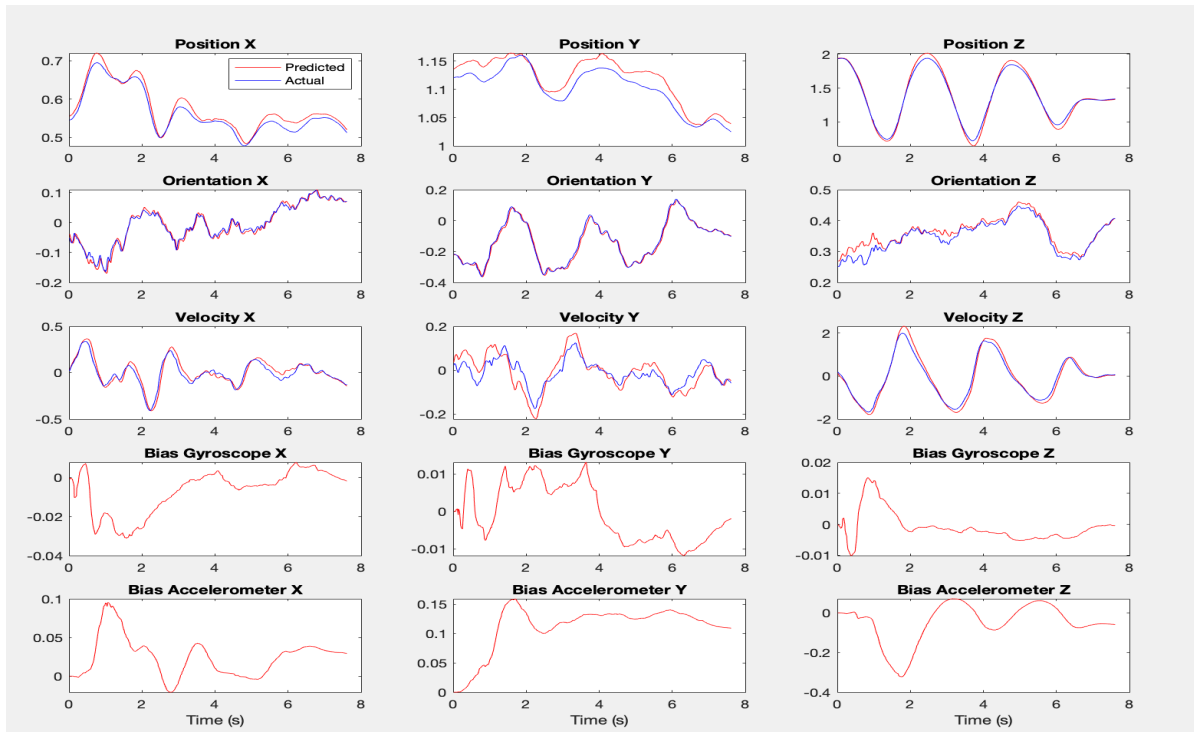 Position X
Position Y
Position Z
Predicted
Actual
0.7
0.6
0.5
0 2 4 6 8
1.15
1.1
1.05
1
0 2 4 6 8
2
1.5
1
0 2 4 6 8
Orientation X
Orientation Y
Orientation Z
0.1
0
-0.1
-0.2
0 2 4 6 8
0.2
0
-0.2
-0.4
0 2 4 6 8
0.5
0.4
0.3
0.2
0 2 4 6 8
Velocity X
Velocity Y
Velocity Z
0.5
0
-0.5
0 2 4 6 8
0.2
0
-0.2
0 2 4 6 8
2
0
-2
0 2 4 6 8
Bias Gyroscope X
Bias Gyroscope Y
Bias Gyroscope Z
0
-0.02
-0.04
0 2 4 6 8
0.01
0
-0.01
0 2 4 6 8
0.02
0.01
0
-0.01
0 2 4 6 8
Bias Accelerometer X
Bias Accelerometer Y
Bias Accelerometer Z
0.1
0.05
0
0 2 4 6 8
Time (s)
0.15
0.1
0.05
0
0 2 4 6 8
Time (s)
0
-0.2
-0.4
0 2 4 6 8
Time (s)